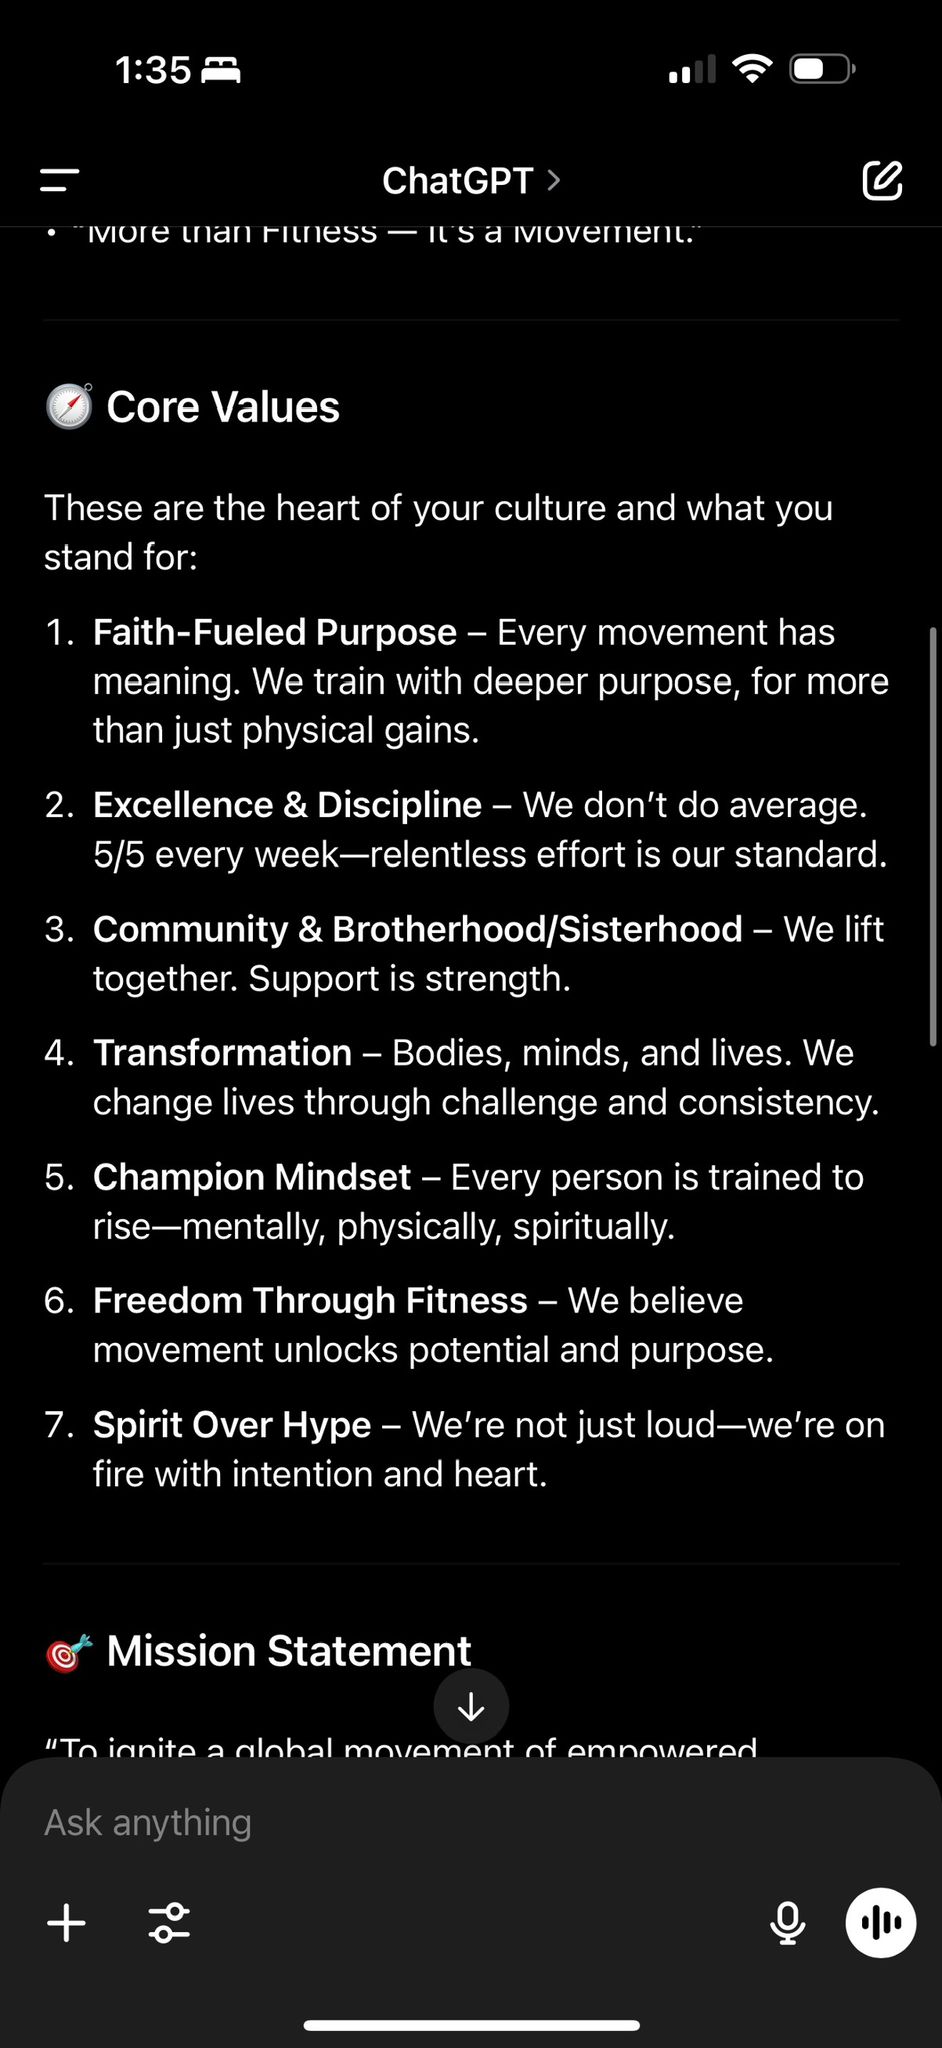 1:35
ChatGPT >
• “More than Fitness — It’s a Movement.”
Core Values
These are the heart of your culture and what you
stand for:
1. Faith-Fueled Purpose – Every movement has
meaning. We train with deeper purpose, for more
than just physical gains.
2. Excellence & Discipline – We don’t do average.
5/5 every week—relentless effort is our standard.
3. Community & Brotherhood/Sisterhood – We lift
together. Support is strength.
4. Transformation – Bodies, minds, and lives. We
change lives through challenge and consistency.
5. Champion Mindset – Every person is trained to
rise—mentally, physically, spiritually.
6. Freedom Through Fitness – We believe
movement unlocks potential and purpose.
7. Spirit Over Hype – We’re not just loud—we’re on
fire with intention and heart.
Mission Statement
“To ignite a global movement of empowered
Ask anything